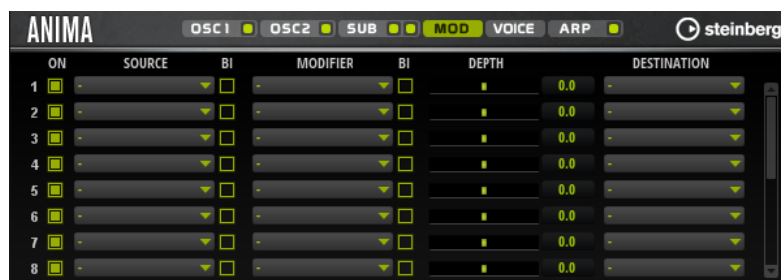 ANIMA OSC1 OSC2 SUB MOD VOICE ARP steinberg
ON SOURCE BI MODIFIER BI DEPTH DESTINATION
1 - - 0.0 -
2 - - 0.0 -
3 - - 0.0 -
4 - - 0.0 -
5 - - 0.0 -
6 - - 0.0 -
7 - - 0.0 -
8 - - 0.0 -